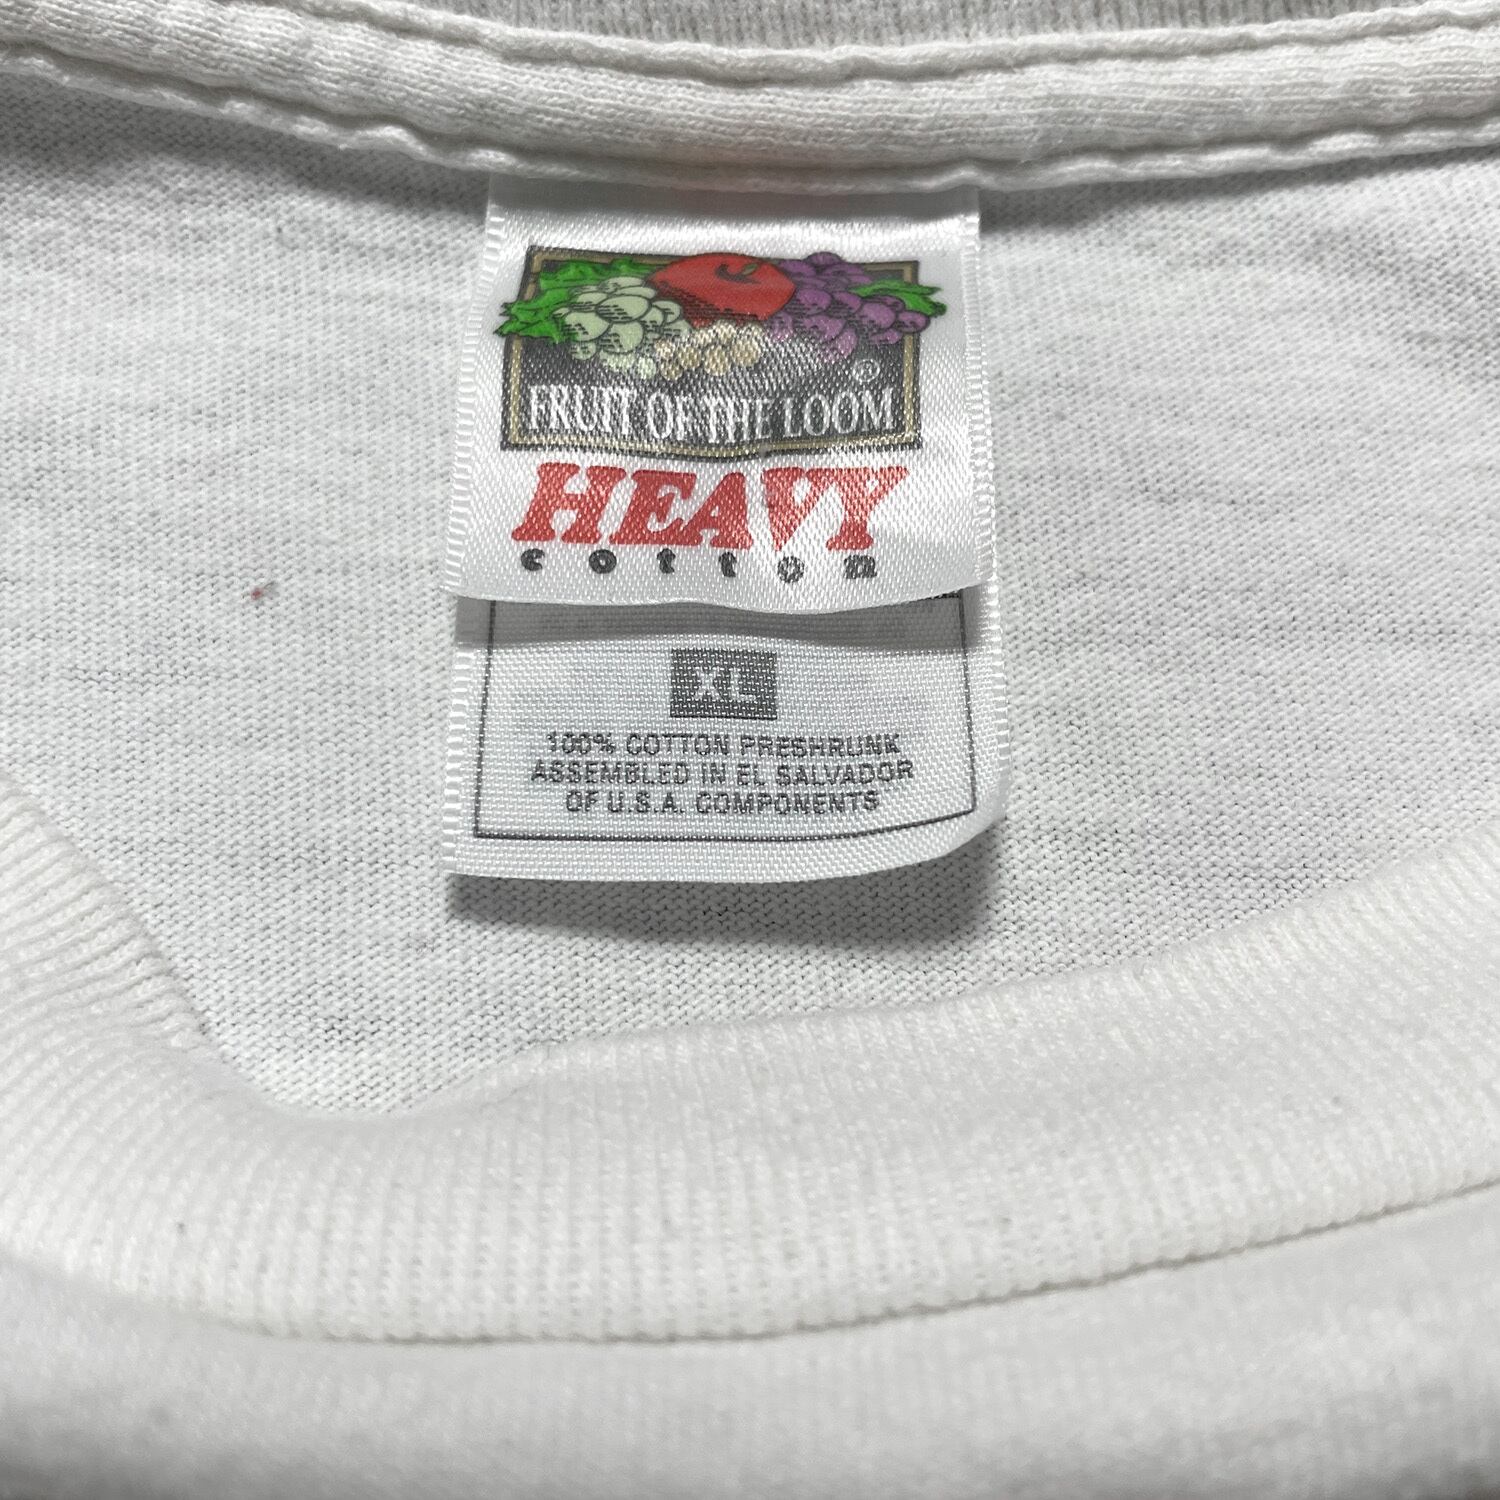 ®
FRUIT OF THE LOOM
HEAVY
cotton
XL
100% COTTON PRESHRUNK
ASSEMBLED IN EL SALVADOR
OF U.S.A. COMPONENTS